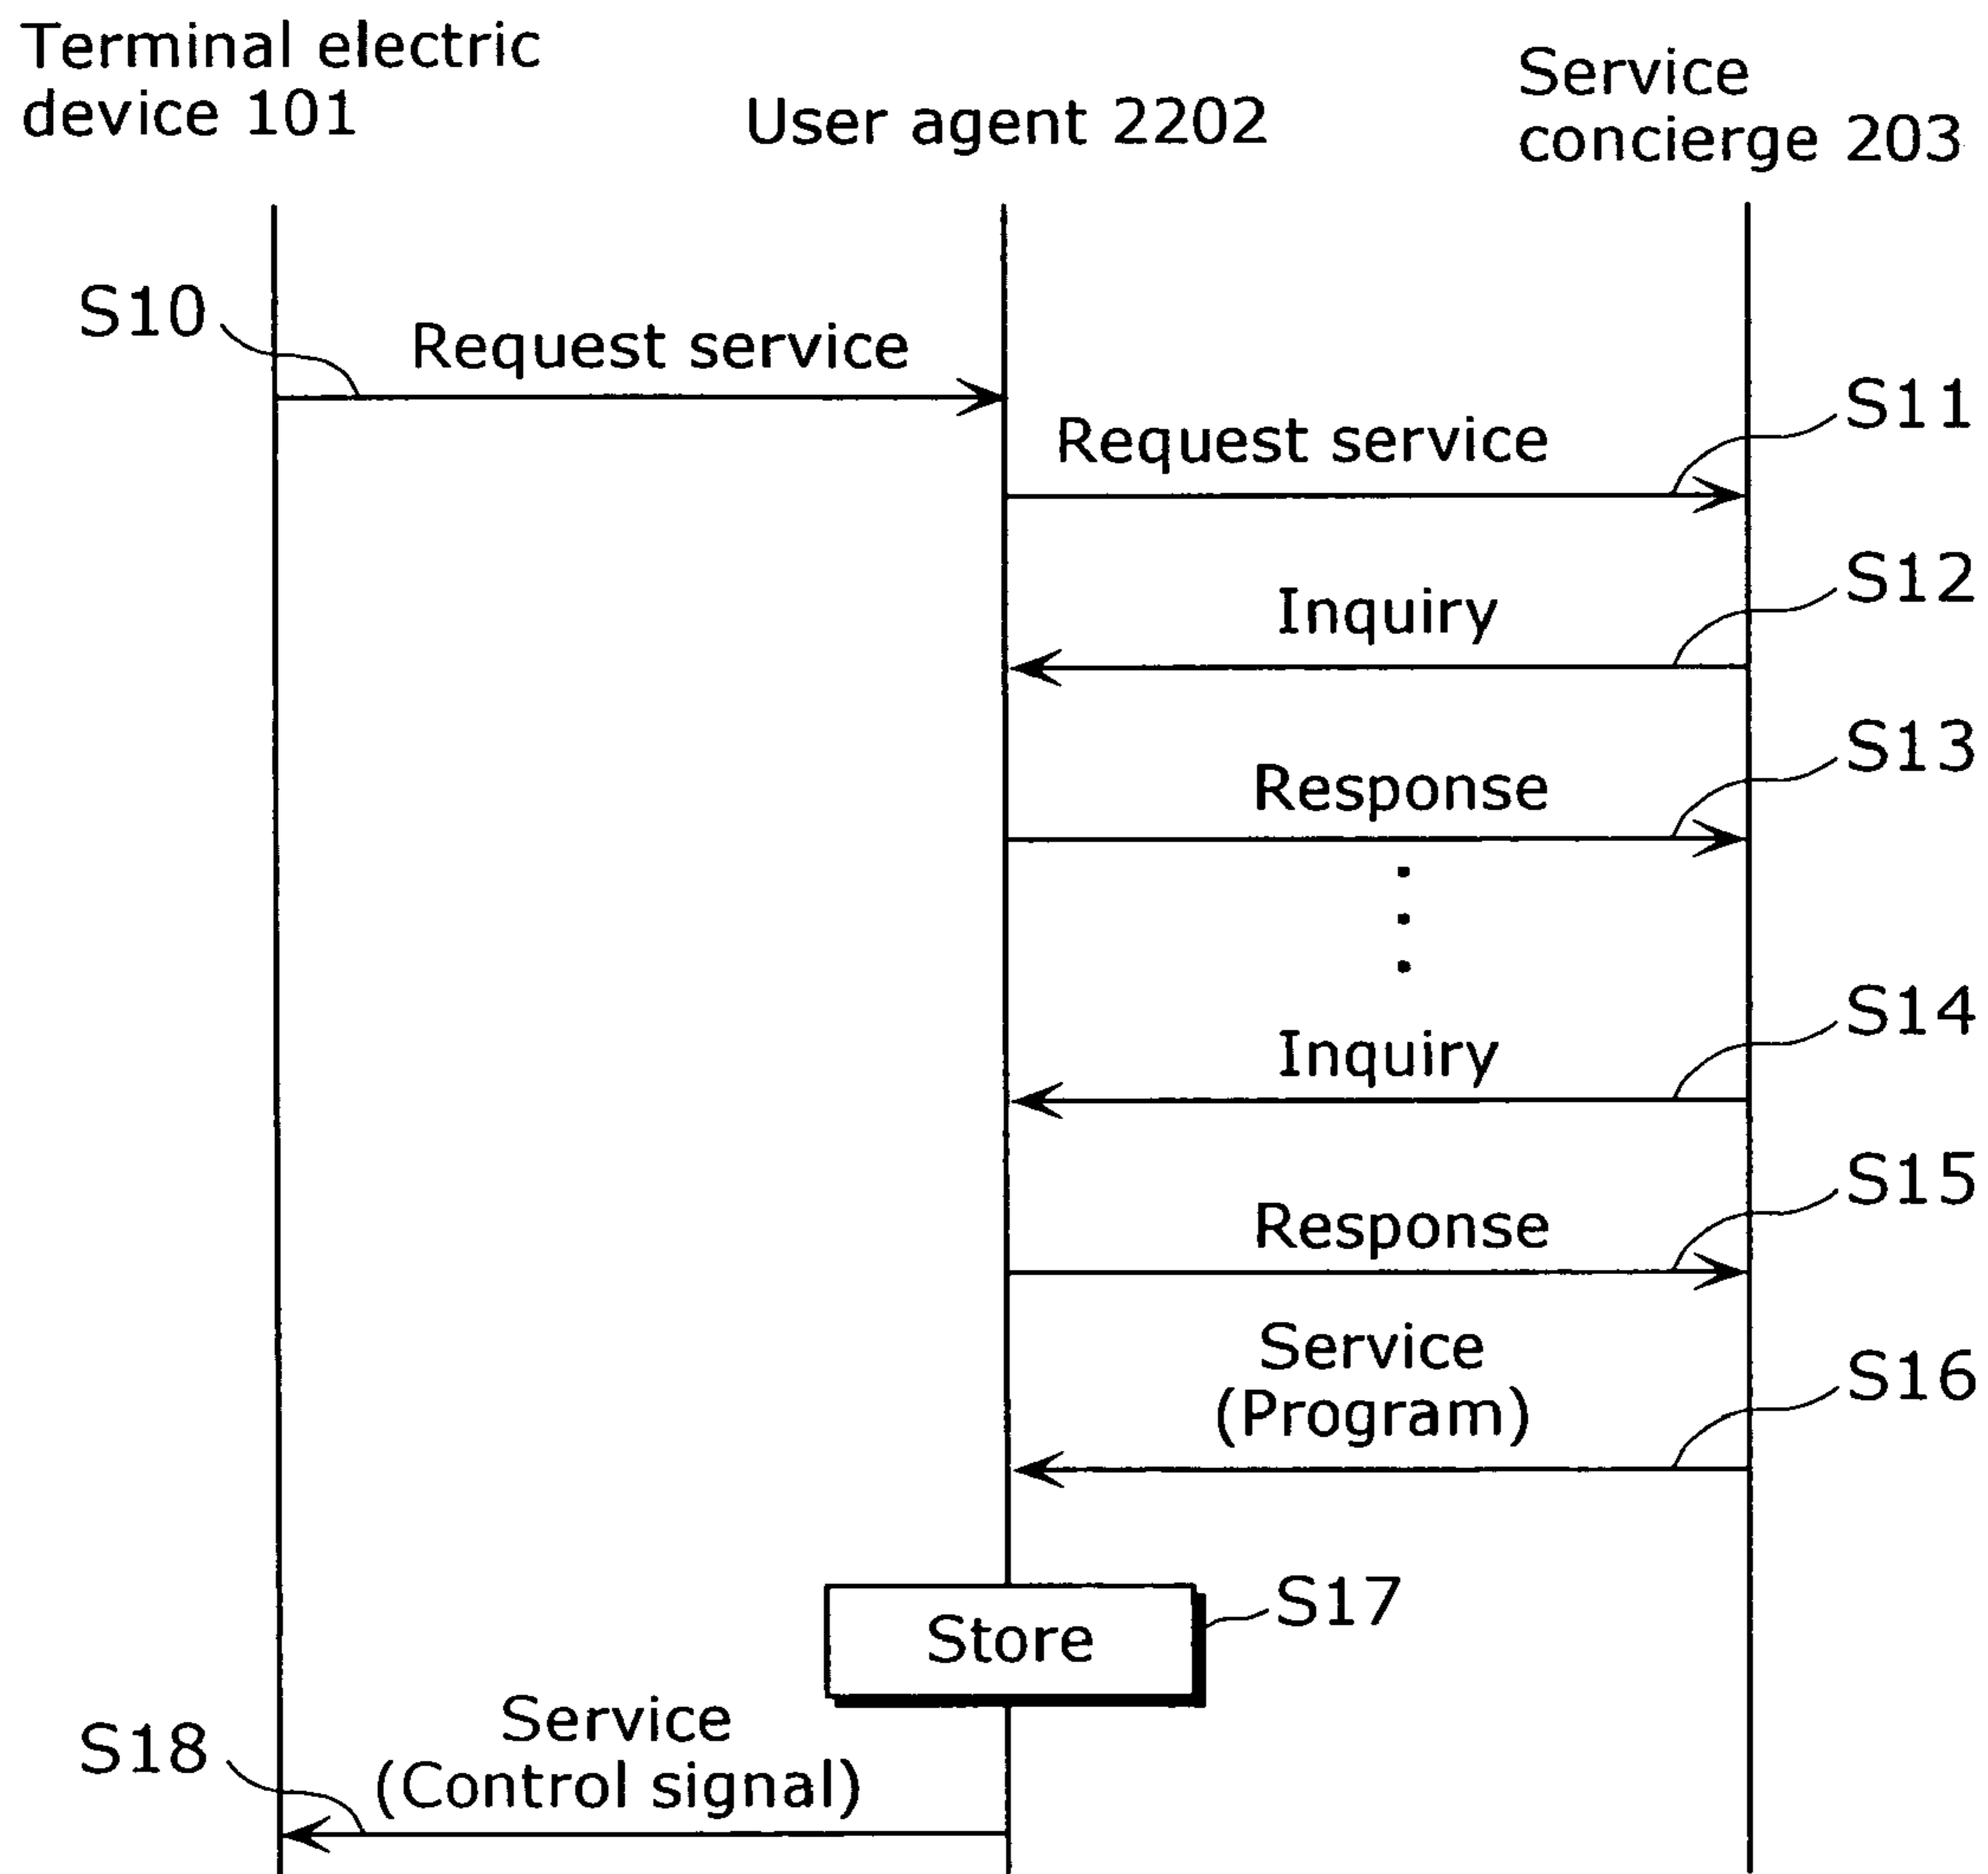 Terminal electric
device 101
User agent 2202
Service
concierge 203
S10
Request service
S11
Request service
S12
Inquiry
S13
Response
S14
Inquiry
S15
Response
S16
Service
(Program)
S17
Store
S18
Service
(Control signal)